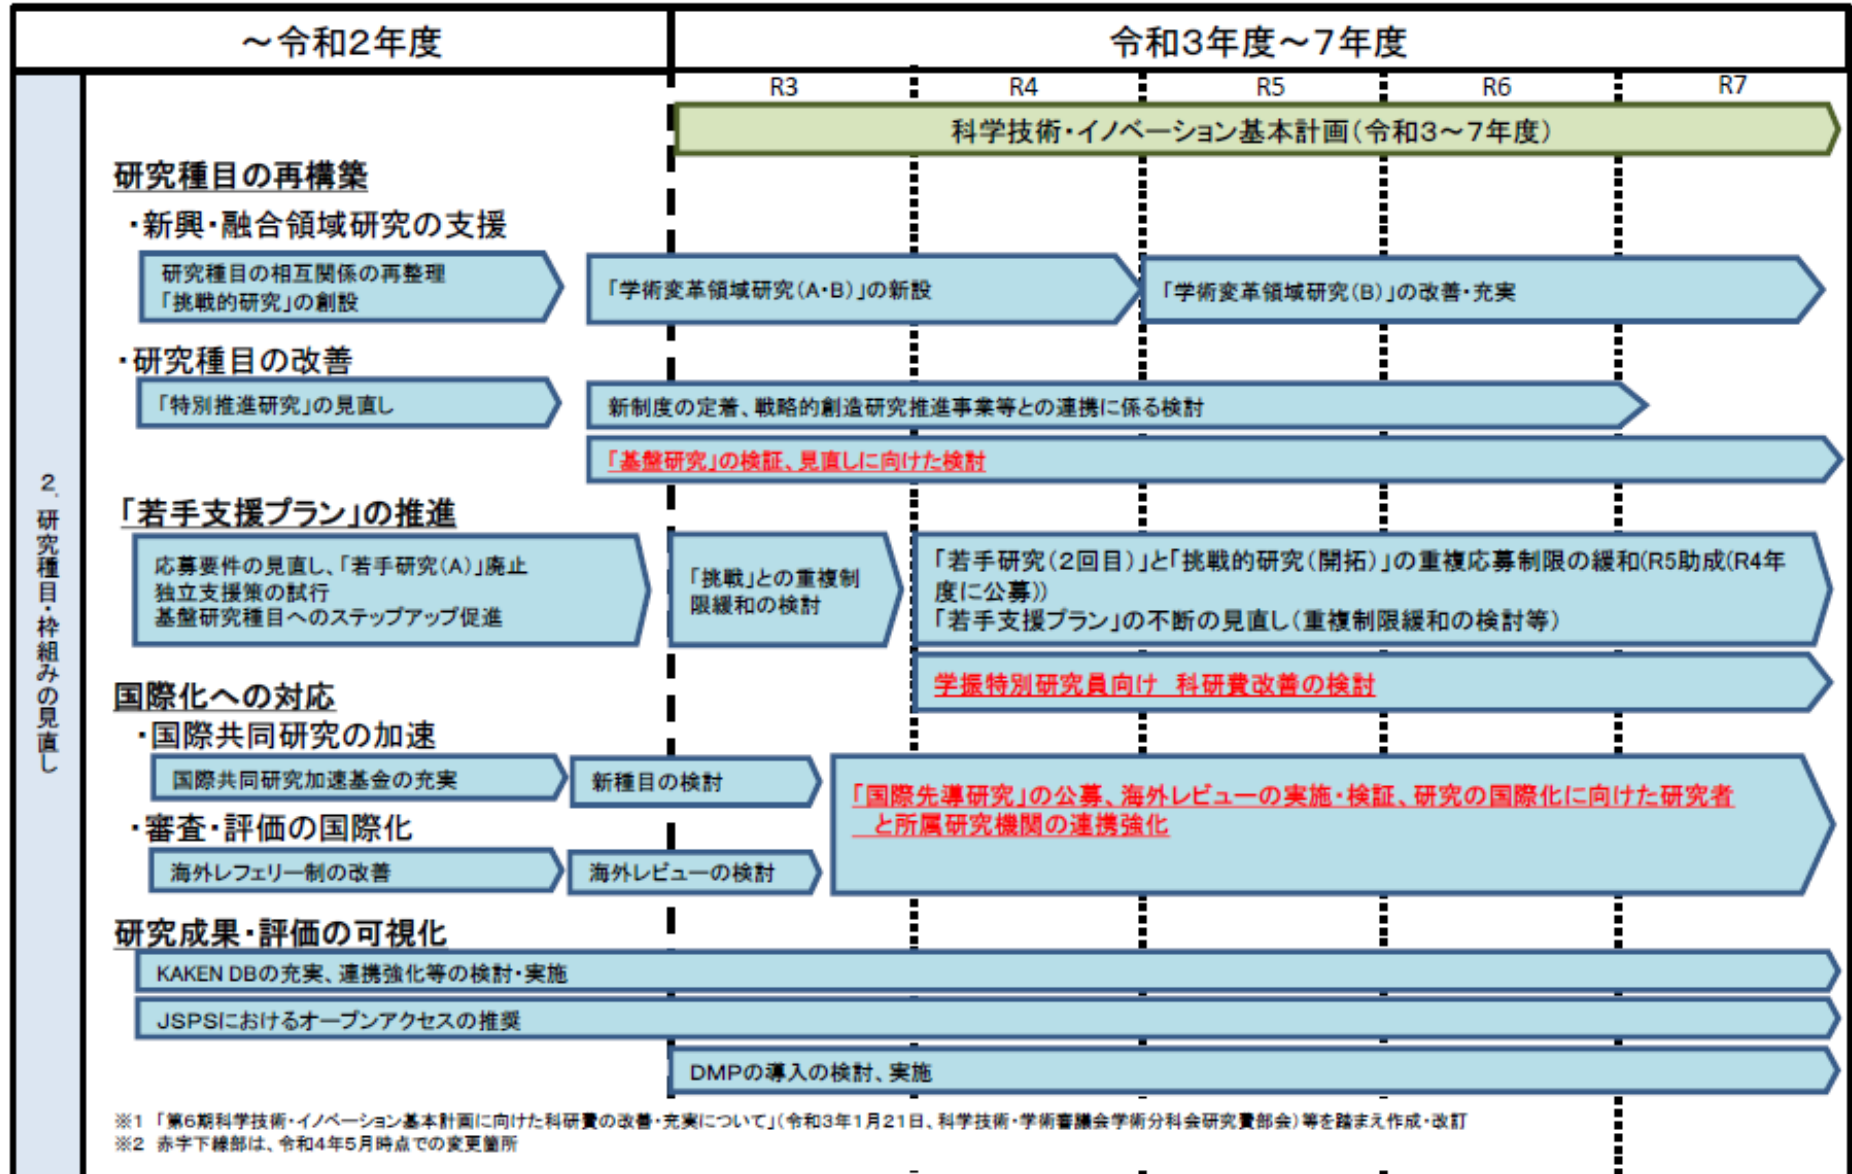 ～令和2年度
令和3年度～7年度
R3
R4
R5
R6
R7
科学技術・イノベーション基本計画（令和3～7年度）
2．研究種目・枠組みの見直し
研究種目の再構築
・新興・融合領域研究の支援
研究種目の相互関係の再整理
「挑戦的研究」の創設
「学術変革領域研究（A・B）」の新設
「学術変革領域研究（B）」の改善・充実
・研究種目の改善
「特別推進研究」の見直し
新制度の定着、戦略的創造研究推進事業等との連携に係る検討
「基盤研究」の検証、見直しに向けた検討
「若手支援プラン」の推進
応募要件の見直し、「若手研究（A）」廃止
独立支援策の試行
基盤研究種目へのステップアップ促進
「挑戦」との重複制
限緩和の検討
「若手研究（2回目）」と「挑戦的研究（開拓）」の重複応募制限の緩和(R5助成(R4年
度に公募))
「若手支援プラン」の不断の見直し（重複制限緩和の検討等）
学振特別研究員向け　科研費改善の検討
国際化への対応
・国際共同研究の加速
国際共同研究加速基金の充実
新種目の検討
「国際先導研究」の公募、海外レビューの実施・検証、研究の国際化に向けた研究者
と所属研究機関の連携強化
・審査・評価の国際化
海外レフェリー制の改善
海外レビューの検討
研究成果・評価の可視化
KAKEN DBの充実、連携強化等の検討・実施
JSPSにおけるオープンアクセスの推奨
DMPの導入の検討、実施
※1　「第6期科学技術・イノベーション基本計画に向けた科研費の改善・充実について」（令和3年1月21日、科学技術・学術審議会学術分科会研究費部会）等を踏まえ作成・改訂
※2　赤字下線部は、令和4年5月時点での変更箇所